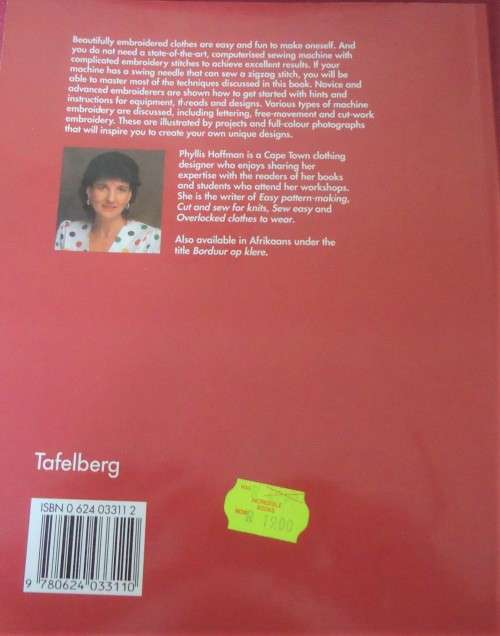 Beautifully embroidered clothes are easy and fun to make oneself. And
you do not need a state-of-the-art, computerised sewing machine with
complicated embroidery stitches to achieve excellent results. If your
machine has a swing needle that can sew a zigzag stitch, you will be
able to master most of the techniques discussed in this book. Novice and
advanced embroiderers are shown how to get started with hints and
instructions for equipment, threads and designs. Various types of machine
embroidery are discussed, including lettering, free-movement and cut-work
embroidery. These are illustrated by projects and full-colour photographs
that will inspire you to create your own unique designs.
Phyllis Hoffman is a Cape Town clothing
designer who enjoys sharing her
expertise with the readers of her books
and students who attend her workshops.
She is the writer of Easy pattern-making,
Cut and sew for knits, Sew easy and
Overlocked clothes to wear.
Also available in Afrikaans under the
title Borduur op klere.
Tafelberg
ISBN 0 624 03311 2
9 780624 033110
WAS
INCREDIBLE
BOOKS
NOW R 19.00